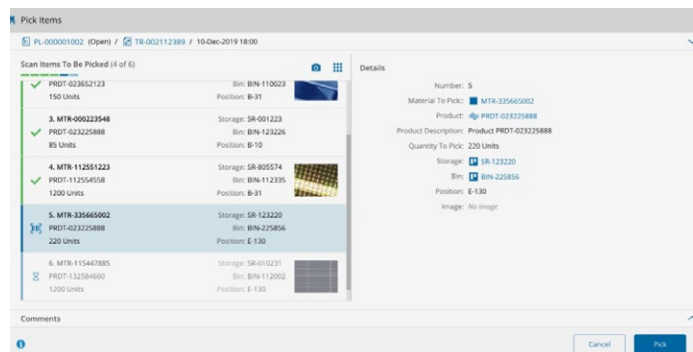 Pick Items
PL-000001002 (Open) / TR-002112389 / 10-Dec-2019 18:00
Scan Items To Be Picked (4 of 6)
PRDT-023652123 Bin: BIN-110023
150 Units Position: B-31
3. MTR-000223548 Storage: SR-001223
PRDT-023225888 Bin: BIN-123226
85 Units Position: B-10
4. MTR-112551223 Storage: SR-805574
PRDT-112554558 Bin: BIN-112335
1200 Units Position: B-31
5. MTR-335665002 Storage: SR-123220
PRDT-023225888 Bin: BIN-225856
220 Units Position: E-130
6. MTR-115447885 Storage: SR-010231
PRDT-132584660 Bin: BIN-112002
1200 Units Position: E-130
Details
Number: 5
Material To Pick: MTR-335665002
Product: PRDT-023225888
Product Description: Product PRDT-023225888
Quantity To Pick: 220 Units
Storage: SR-123220
Bin: BIN-225856
Position: E-130
Image: No image
Comments
Cancel
Pick